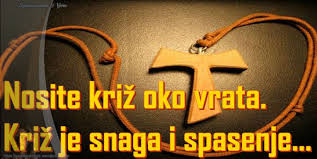 Nosite križ oko vrata.
Križ je snaga i spasenje...